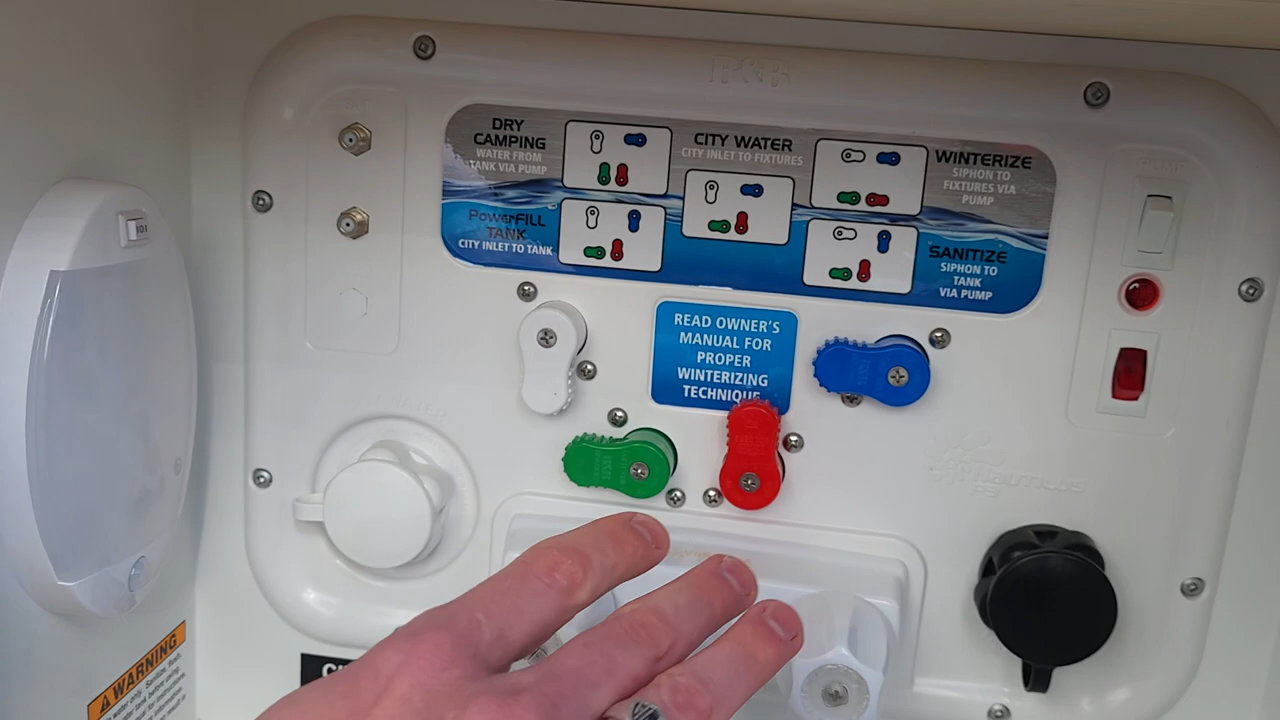 DRY
CAMPING
WATER FROM
TANK VIA PUMP
CITY WATER
CITY INLET TO FIXTURES
WINTERIZE
SIPHON TO
FIXTURES VIA
PUMP
PowerFILL
TANK
CITY INLET TO TANK
SANITIZE
SIPHON TO
TANK
VIA PUMP
READ OWNER'S
MANUAL FOR
PROPER
WINTERIZING
TECHNIQUE
nautilus
P3
WARNING